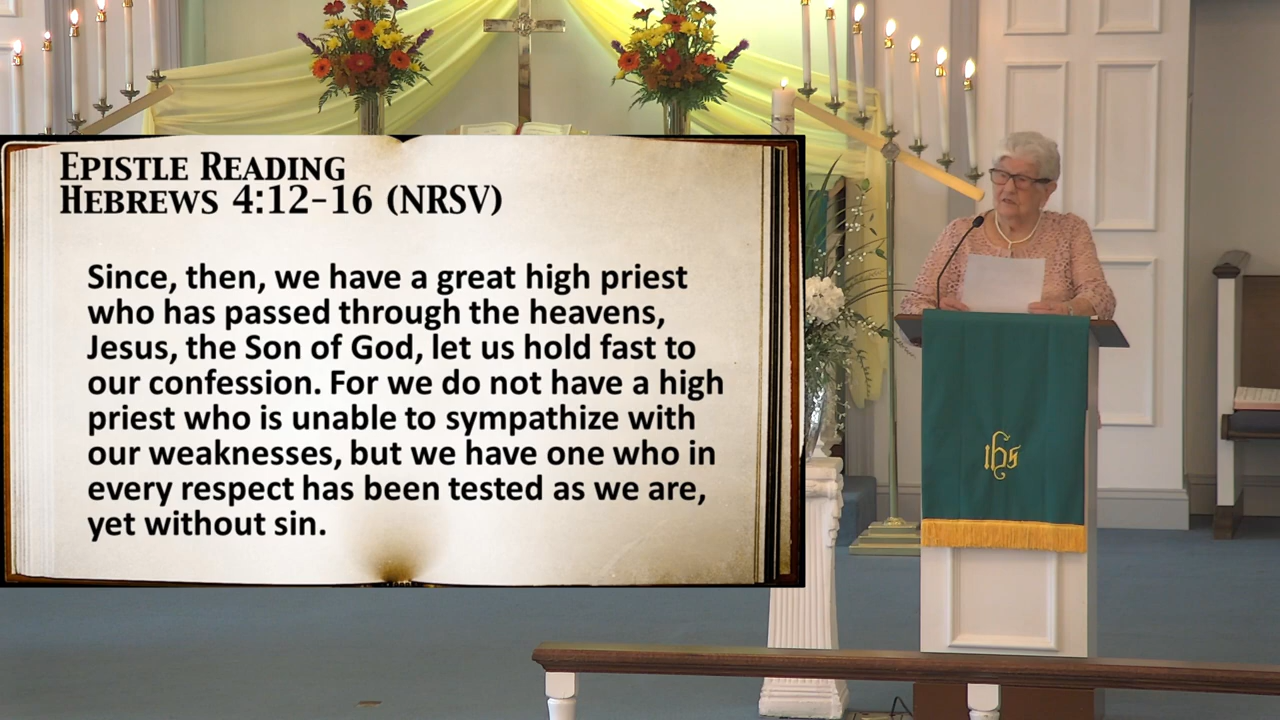 Epistle Reading
Hebrews 4:12-16 (NRSV)
Since, then, we have a great high priest
who has passed through the heavens,
Jesus, the Son of God, let us hold fast to
our confession. For we do not have a high
priest who is unable to sympathize with
our weaknesses, but we have one who in
every respect has been tested as we are,
yet without sin.
ihs